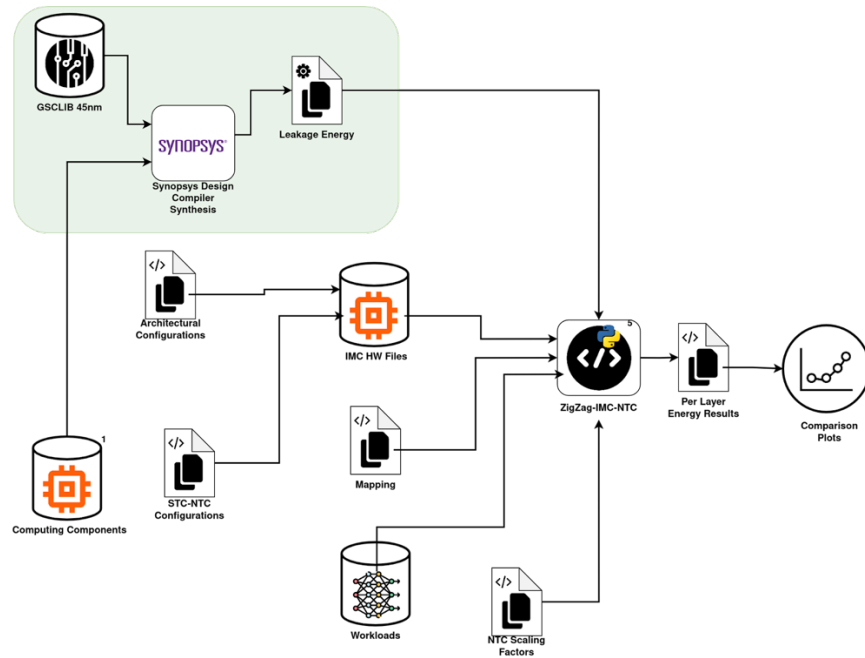 GSCLIB 45nm
SYNOPSYS®
Synopsys Design
Compiler
Synthesis
Leakage Energy
</>
Architectural
Configurations
IMC HW Files
5
</>
ZigZag-IMC-NTC
</>
Per Layer
Energy Results
Comparison
Plots
1
Computing Components
</>
STC-NTC
Configurations
</>
Mapping
Workloads
</>
NTC Scaling
Factors